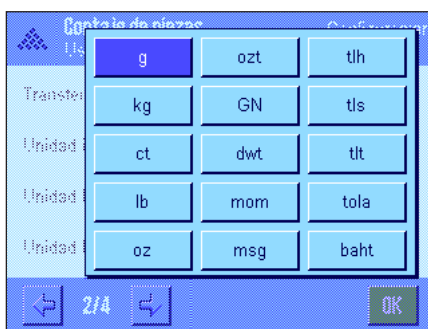 Contaje de piezas
g ozt tlh
Transfer
kg GN tls
Unidad
ct dwt tlt
Unidad
lb mom tola
Unidad
oz msg baht
2/4 OK